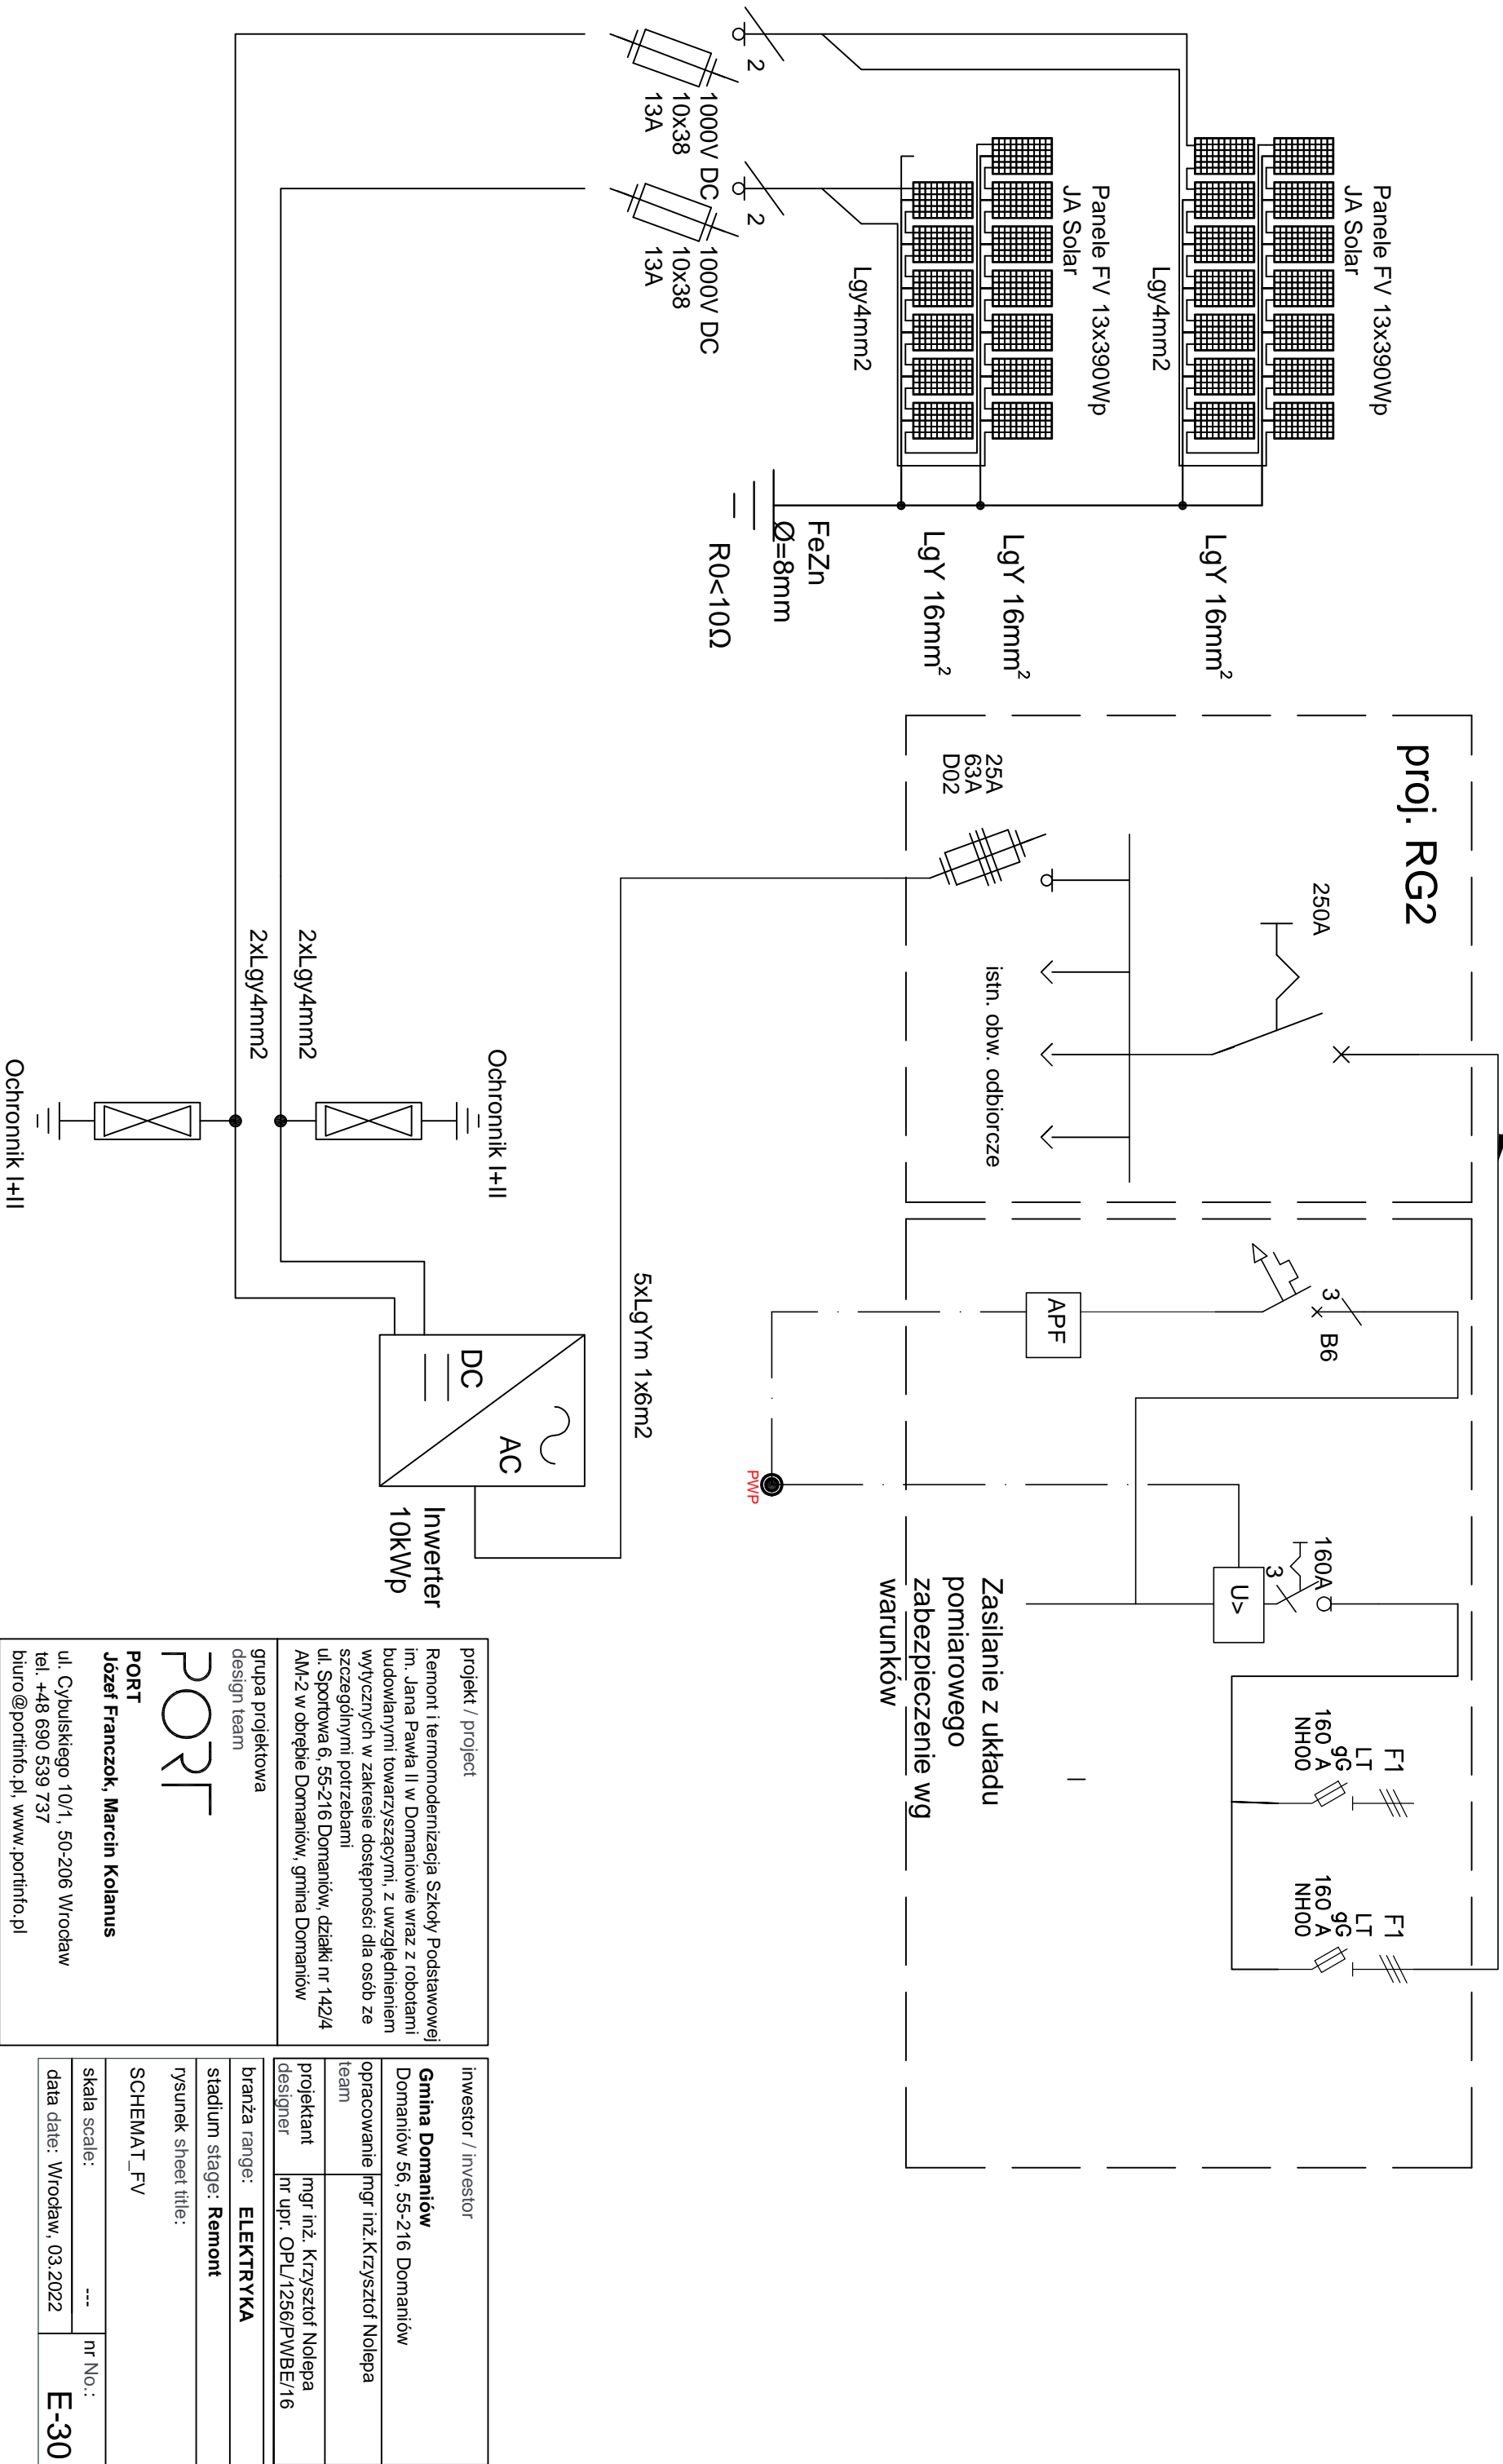 Panele FV 13x390Wp
JA Solar
Lgy4mm2
Panele FV 13x390Wp
JA Solar
Lgy4mm2
2
1000V DC
10x38
13A
2
1000V DC
10x38
13A
LgY 16mm²
LgY 16mm²
LgY 16mm²
FeZn
Ø=8mm
R0<10Ω
proj. RG2
250A
25A
63A
D02
istn. obw. odbiorcze
2xLgy4mm2
2xLgy4mm2
Ochronnik I+II
Ochronnik I+II
5xLgYm 1x6m2
DC
AC
Inwerter
10kWp
3
B6
APF
PWP
160A
3
U>
Zasilanie z układu
pomiarowego
zabezpieczenie wg
warunków
F1
LT
gG
160 A
NH00
F1
LT
gG
160 A
NH00
projekt / project
Remont i termomodernizacja Szkoły Podstawowej
im. Jana Pawła II w Domaniowie wraz z robotami
budowlanymi towarzyszącymi, z uwzględnieniem
wytycznych w zakresie dostępności dla osób ze
szczególnymi potrzebami
ul. Sportowa 6, 55-216 Domaniów, działki nr 142/4
AM-2 w obrębie Domaniów, gmina Domaniów
grupa projektowa
design team
PORT
PORT
Józef Franczok, Marcin Kolanus
ul. Cybulskiego 10/1, 50-206 Wrocław
tel. +48 690 539 737
biuro@portinfo.pl, www.portinfo.pl
inwestor / investor
Gmina Domaniów
Domaniów 56, 55-216 Domaniów
opracowanie mgr inż.Krzysztof Nolepa
team
projektant mgr inż. Krzysztof Nolepa
designer nr upr. OPL/1256/PWBE/16
branża range: ELEKTRYKA
stadium stage: Remont
rysunek sheet title:
SCHEMAT_FV
skala scale: ---
nr No.:
data date: Wrocław, 03.2022
E-30